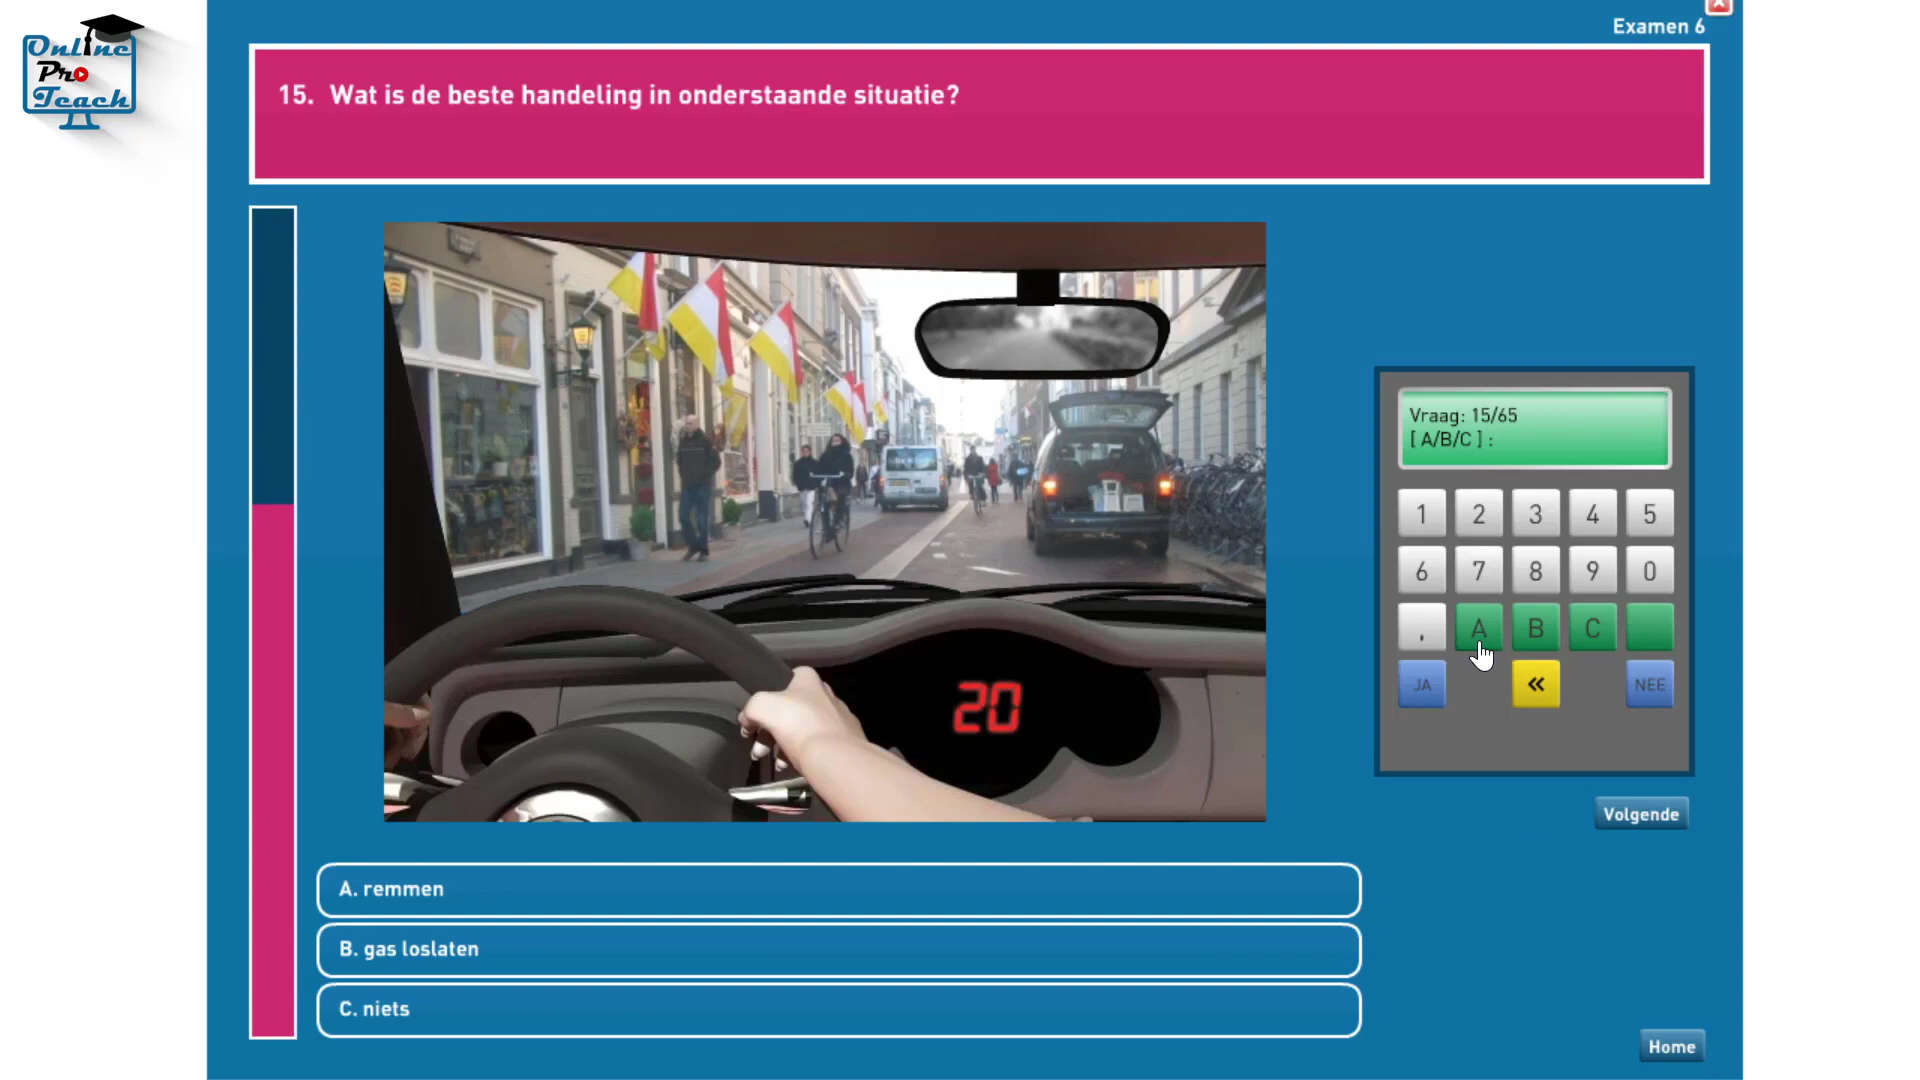 Online
Pro
Teach
Examen 6
15. Wat is de beste handeling in onderstaande situatie?
Vraag: 15/65
[ A/B/C ] :
1 2 3 4 5
6 7 8 9 0
, A B C
JA « NEE
20
Volgende
A. remmen
B. gas loslaten
C. niets
Home